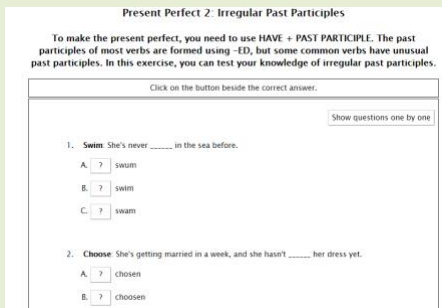 Present Perfect 2: Irregular Past Participles
To make the present perfect, you need to use HAVE + PAST PARTICIPLE. The past
participles of most verbs are formed using -ED, but some common verbs have unusual
past participles. In this exercise, you can test your knowledge of irregular past participles.
Click on the button beside the correct answer.
Show questions one by one
1. Swim: She's never ______ in the sea before.
A. ? swum
B. ? swim
C. ? swam
2. Choose: She's getting married in a week, and she hasn't ______ her dress yet.
A. ? chosen
B. ? choosen